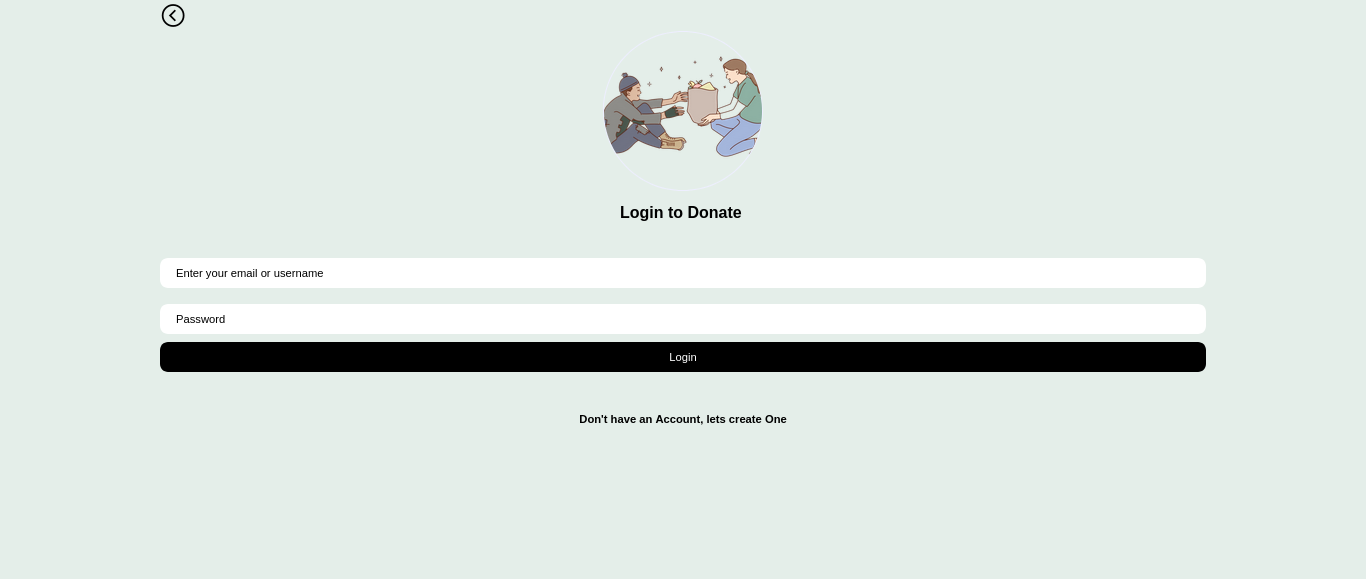 Login to Donate
Enter your email or username
Password
Login
Don't have an Account, lets create One